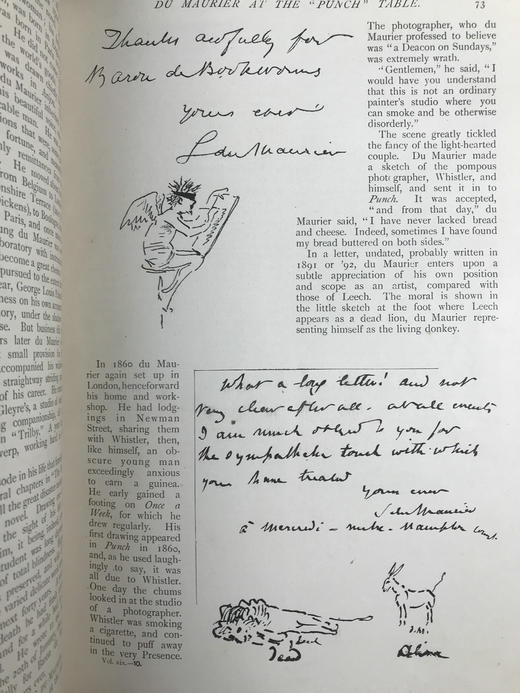 DU MAURIER AT THE "PUNCH" TABLE.
73
Thanks awfully for
Baron de Bookworms
yours ever
G du Maurier
The photographer, who du
Maurier professed to believe
was "a Deacon on Sundays,"
was extremely wrath.
"Gentlemen," he said, "I
would have you understand
that this is not an ordinary
painter's studio where you
can smoke and be otherwise
disorderly."
The scene greatly tickled
the fancy of the light-hearted
couple. Du Maurier made
a sketch of the pompous
photographer, Whistler, and
himself, and sent it in to
Punch. It was accepted,
"and from that day," du
Maurier said, "I have never lacked bread
and cheese. Indeed, sometimes I have found
my bread buttered on both sides."
In a letter, undated, probably written in
1891 or '92, du Maurier enters upon a
subtle appreciation of his own position
and scope as an artist, compared with
those of Leech. The moral is shown in
the little sketch at the foot where Leech
appears as a dead lion, du Maurier repre-
senting himself as the living donkey.
In 1860 du Mau-
rier again set up in
London, henceforward
his home and work-
shop. He had lodg-
ings in Newman
Street, sharing them
with Whistler, then,
like himself, an ob-
scure young man
exceedingly anxious
to earn a guinea.
He early gained a
footing on Once a
Week, for which he
drew regularly. His
first drawing appeared
in Punch in 1860,
and, as he used laugh-
ingly to say, it was
all due to Whistler.
One day the chums
looked in at the studio
of a photographer.
Whistler was smoking
a cigarette, and con-
tinued to puff away
in the very Presence.
Vol. xix.—10.
What a long letter! and not
very clear after all. at all events
I am much obliged to you for
the sympathetic touch with which
you have treated
yours ever
G du Maurier
à Mercredi
Leech
Dead
d. M.
Alive